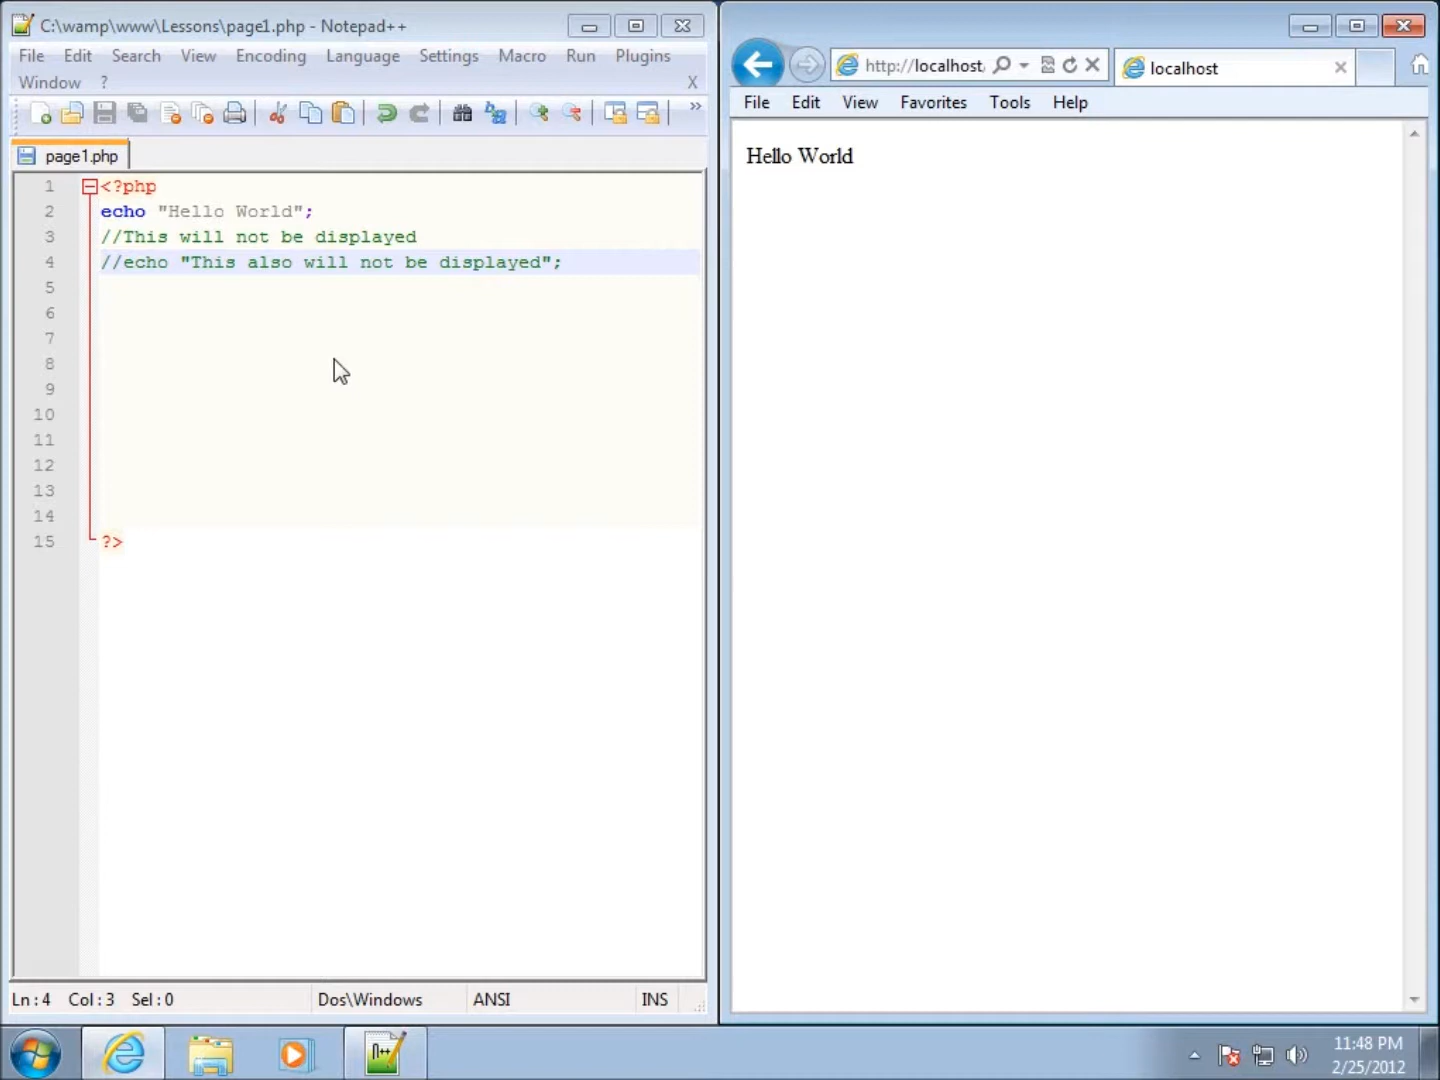 C:\wamp\www\Lessons\page1.php - Notepad++
File Edit Search View Encoding Language Settings Macro Run Plugins
Window ? X
page1.php
1 <?php
2 echo "Hello World";
3 //This will not be displayed
4 //echo "This also will not be displayed";
5
6
7
8
9
10
11
12
13
14
15 ?>
Ln:4 Col:3 Sel:0 Dos\Windows ANSI INS
http://localhost
localhost
File Edit View Favorites Tools Help
Hello World
11:48 PM
2/25/2012